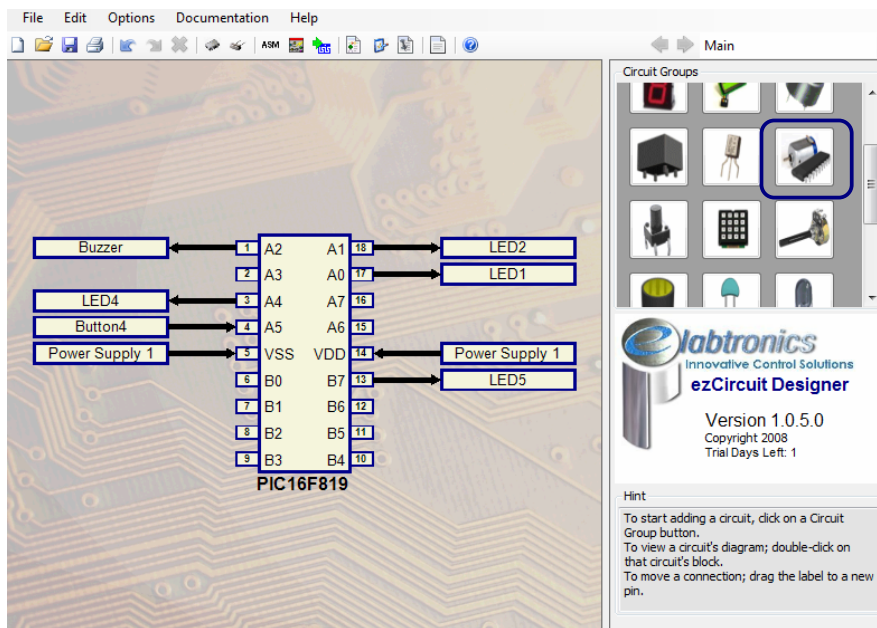 File Edit Options Documentation Help
ASM
Main
Circuit Groups
Buzzer 1 A2 A1 18 LED2
2 A3 A0 17 LED1
LED4 3 A4 A7 16
Button4 4 A5 A6 15
Power Supply 1 5 VSS VDD 14 Power Supply 1
6 B0 B7 13 LED5
7 B1 B6 12
8 B2 B5 11
9 B3 B4 10
PIC16F819
elabtronics
Innovative Control Solutions
ezCircuit Designer
Version 1.0.5.0
Copyright 2008
Trial Days Left: 1
Hint
To start adding a circuit, click on a Circuit
Group button.
To view a circuit's diagram; double-click on
that circuit's block.
To move a connection; drag the label to a new
pin.